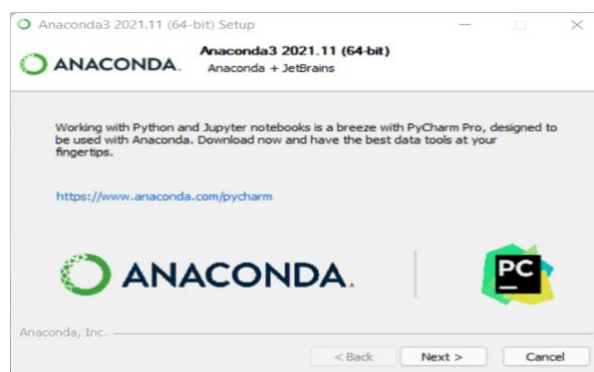 Anaconda3 2021.11 (64-bit) Setup
ANACONDA.
Anaconda3 2021.11 (64-bit)
Anaconda + JetBrains
Working with Python and Jupyter notebooks is a breeze with PyCharm Pro, designed to
be used with Anaconda. Download now and have the best data tools at your
fingertips.
https://www.anaconda.com/pycharm
ANACONDA.
PC
Anaconda, Inc.
< Back Next > Cancel